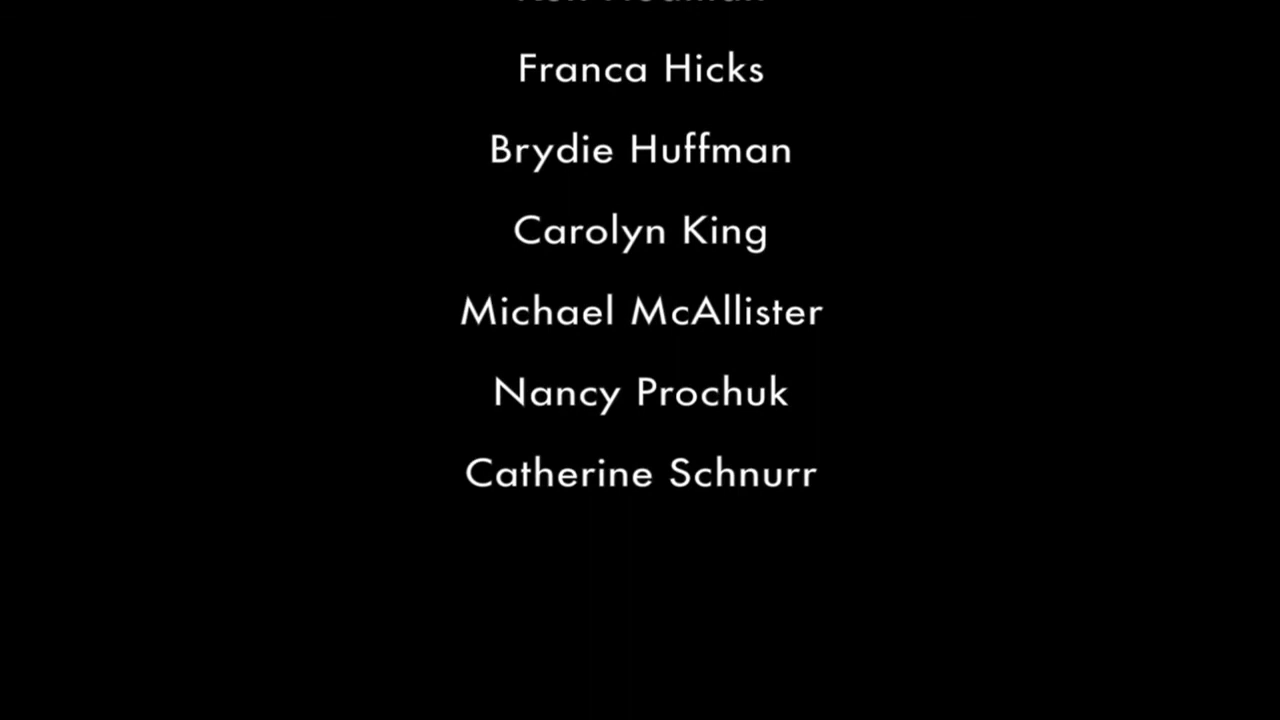 Franca Hicks
Brydie Huffman
Carolyn King
Michael McAllister
Nancy Prochuk
Catherine Schnurr